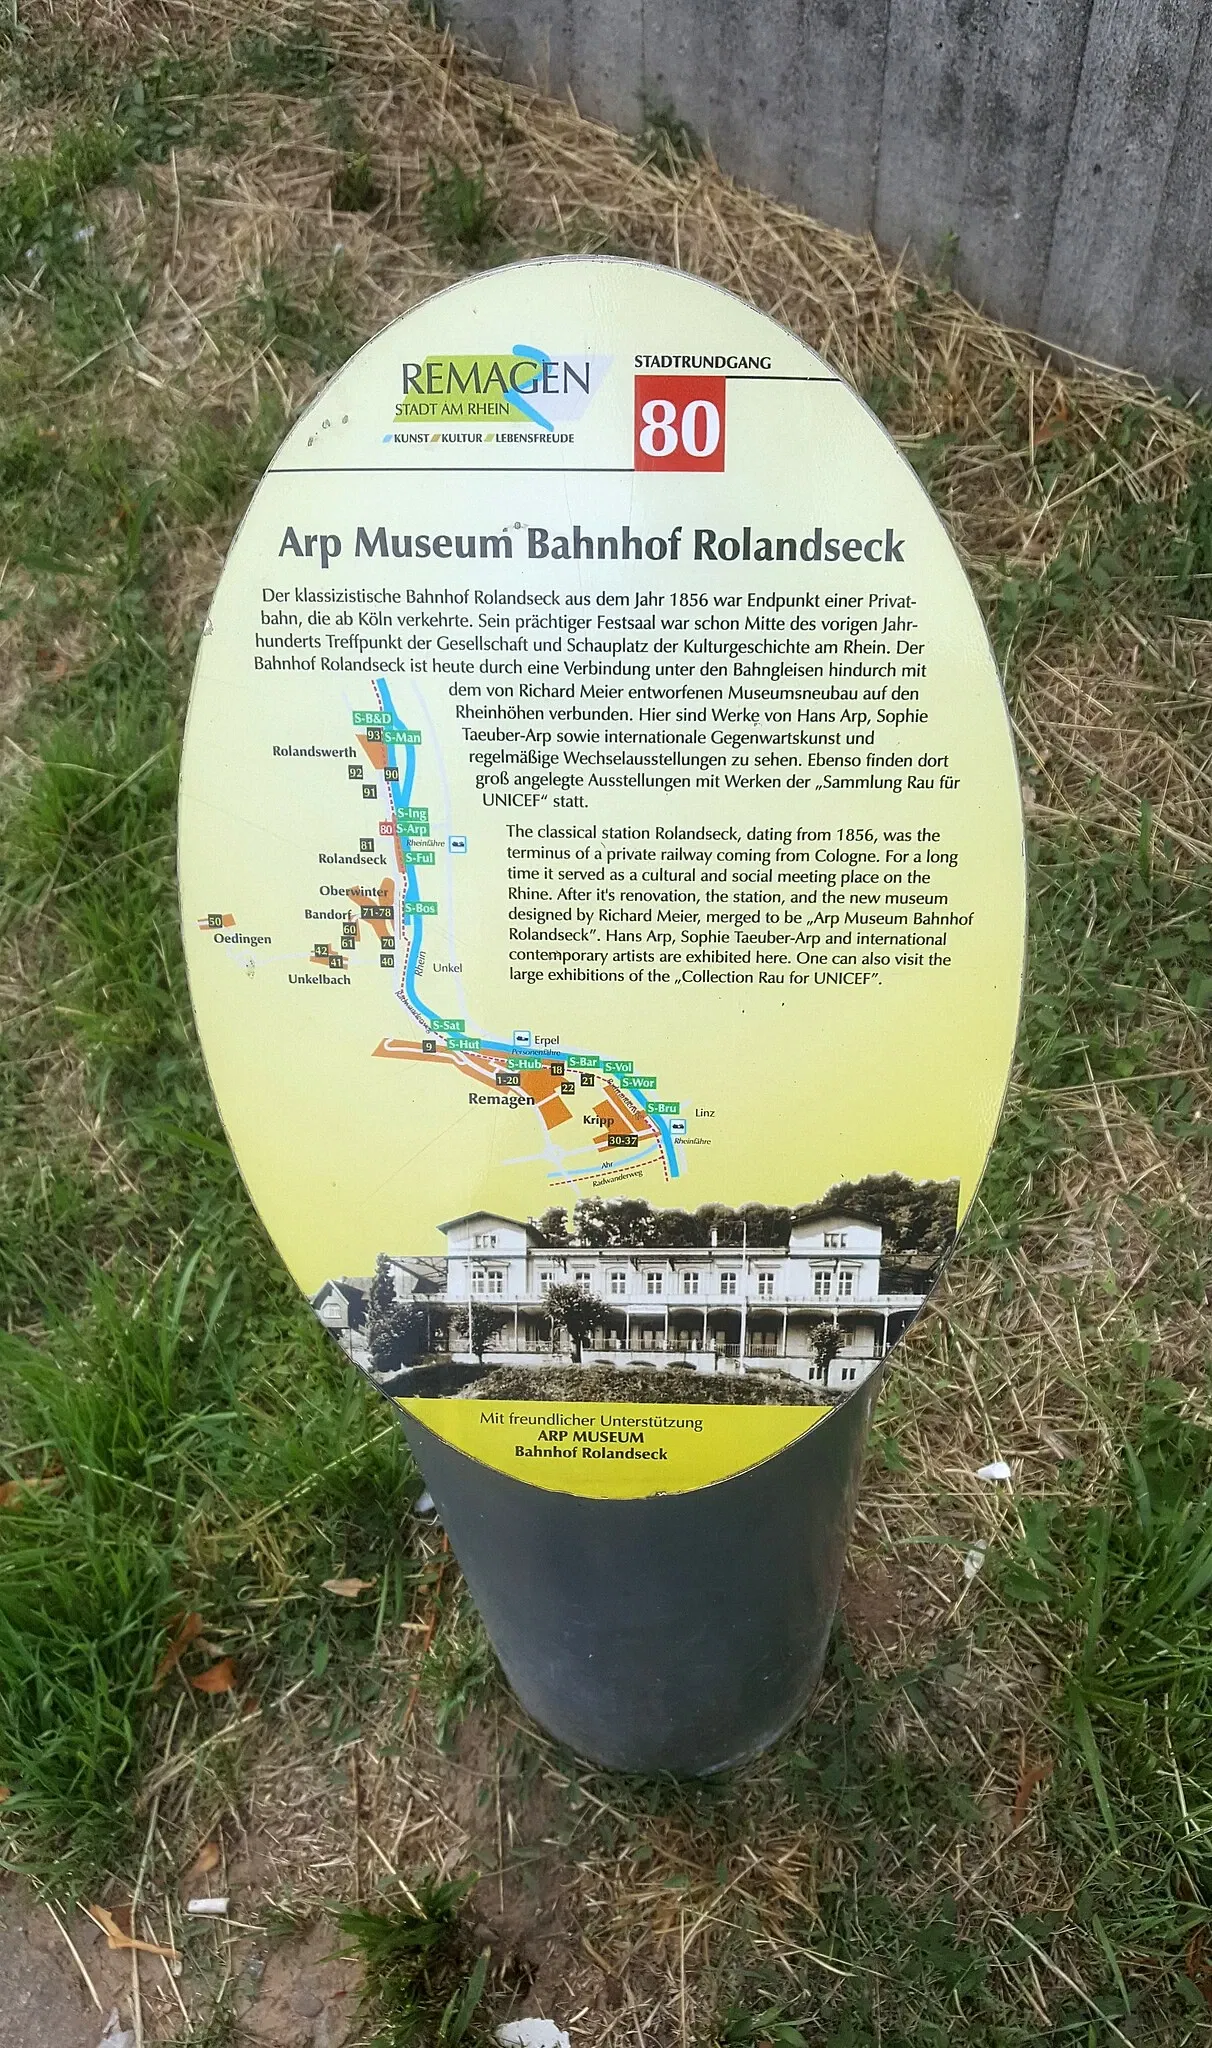 REMAGEN
STADT AM RHEIN
KUNST KULTUR LEBENSFREUDE
STADTRUNDGANG
80
Arp Museum Bahnhof Rolandseck
Der klassizistische Bahnhof Rolandseck aus dem Jahr 1856 war Endpunkt einer Privat-
bahn, die ab Köln verkehrte. Sein prächtiger Festsaal war schon Mitte des vorigen Jahr-
hunderts Treffpunkt der Gesellschaft und Schauplatz der Kulturgeschichte am Rhein. Der
Bahnhof Rolandseck ist heute durch eine Verbindung unter den Bahngleisen hindurch mit
dem von Richard Meier entworfenen Museumsneubau auf den
Rheinhöhen verbunden. Hier sind Werke von Hans Arp, Sophie
Taeuber-Arp sowie internationale Gegenwartskunst und
regelmäßige Wechselausstellungen zu sehen. Ebenso finden dort
groß angelegte Ausstellungen mit Werken der „Sammlung Rau für
UNICEF“ statt.
The classical station Rolandseck, dating from 1856, was the
terminus of a private railway coming from Cologne. For a long
time it served as a cultural and social meeting place on the
Rhine. After it's renovation, the station, and the new museum
designed by Richard Meier, merged to be „Arp Museum Bahnhof
Rolandseck”. Hans Arp, Sophie Taeuber-Arp and international
contemporary artists are exhibited here. One can also visit the
large exhibitions of the „Collection Rau for UNICEF”.
S-B&D
93 S-Man
Rolandswerth
92 90
91
S-Ing
80 S-Arp
81 Rheinfähre
Rolandseck S-Ful
Oberwinter
Bandorf 71-78 S-Bos
50
60
Oedingen 61 70
42
41 40
Rhein Unkel
Unkelbach
S-Sat
9 S-Hut
Erpel
Personenfähre
S-Hub S-Bar S-Vol
18
1-20 22 21 S-Wor
Remagen
S-Bru Linz
Kripp
30-37 Rheinfähre
Ahr
Radwanderweg
Mit freundlicher Unterstützung
ARP MUSEUM
Bahnhof Rolandseck